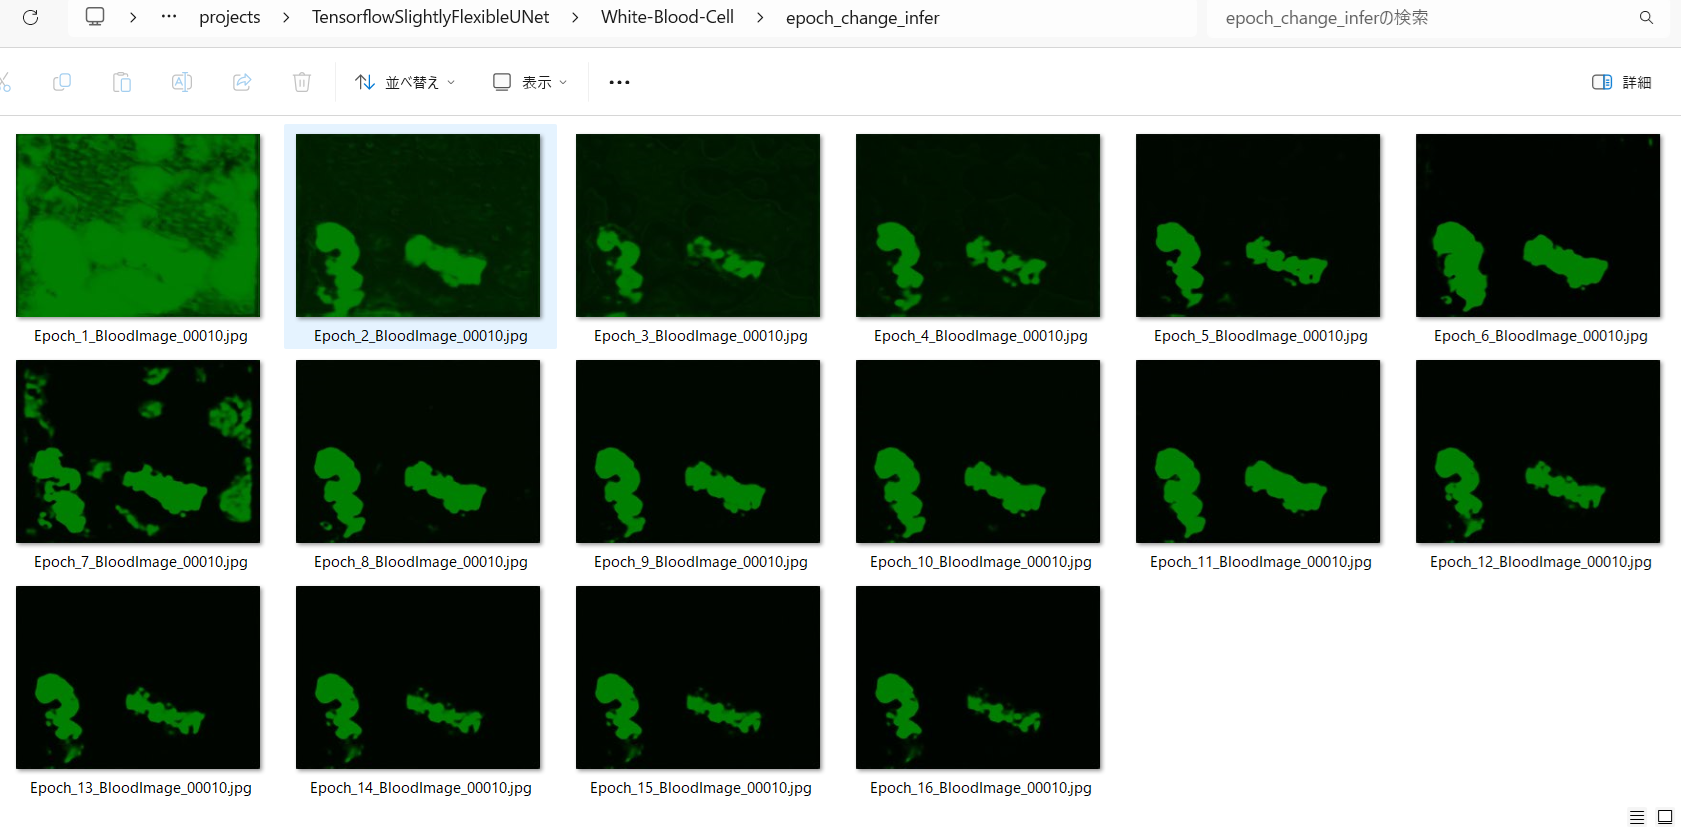 projects > TensorflowSlightlyFlexibleUNet > White-Blood-Cell > epoch_change_infer
epoch_change_inferの検索
並べ替え
表示
詳細
Epoch_1_BloodImage_00010.jpg
Epoch_2_BloodImage_00010.jpg
Epoch_3_BloodImage_00010.jpg
Epoch_4_BloodImage_00010.jpg
Epoch_5_BloodImage_00010.jpg
Epoch_6_BloodImage_00010.jpg
Epoch_7_BloodImage_00010.jpg
Epoch_8_BloodImage_00010.jpg
Epoch_9_BloodImage_00010.jpg
Epoch_10_BloodImage_00010.jpg
Epoch_11_BloodImage_00010.jpg
Epoch_12_BloodImage_00010.jpg
Epoch_13_BloodImage_00010.jpg
Epoch_14_BloodImage_00010.jpg
Epoch_15_BloodImage_00010.jpg
Epoch_16_BloodImage_00010.jpg